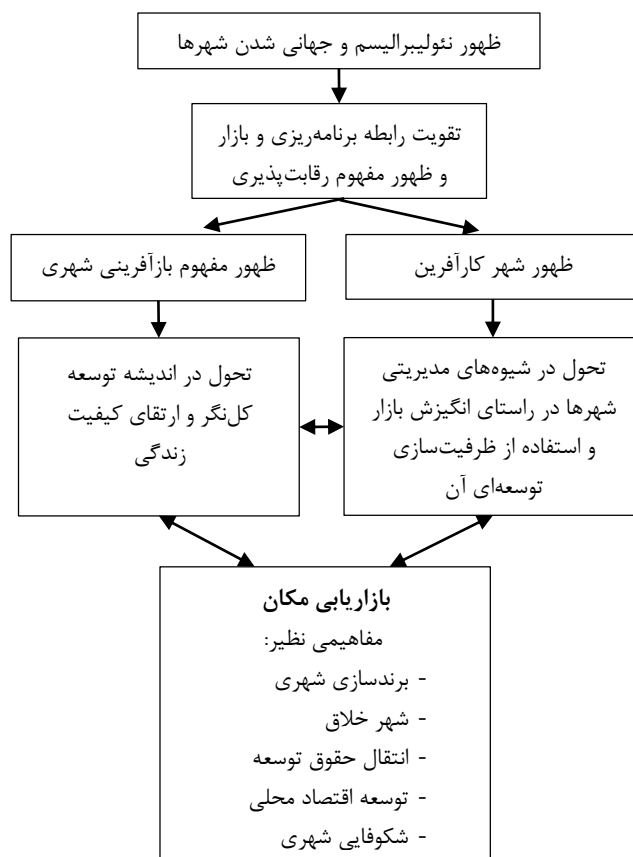 ظهور نئولیبرالیسم و جهانی شدن شهرها
تقویت رابطه برنامه‌ریزی و بازار
و ظهور مفهوم رقابت‌پذیری
ظهور شهر کارآفرین
ظهور مفهوم بازآفرینی شهری
تحول در شیوه‌های مدیریتی
شهرها در راستای انگیزش بازار
و استفاده از ظرفیت‌سازی
توسعه‌ای آن
تحول در اندیشه توسعه
کل‌نگر و ارتقای کیفیت
زندگی
بازاریابی مکان
مفاهیمی نظیر:
- برندسازی شهری
- شهر خلاق
- انتقال حقوق توسعه
- توسعه اقتصاد محلی
- شکوفایی شهری